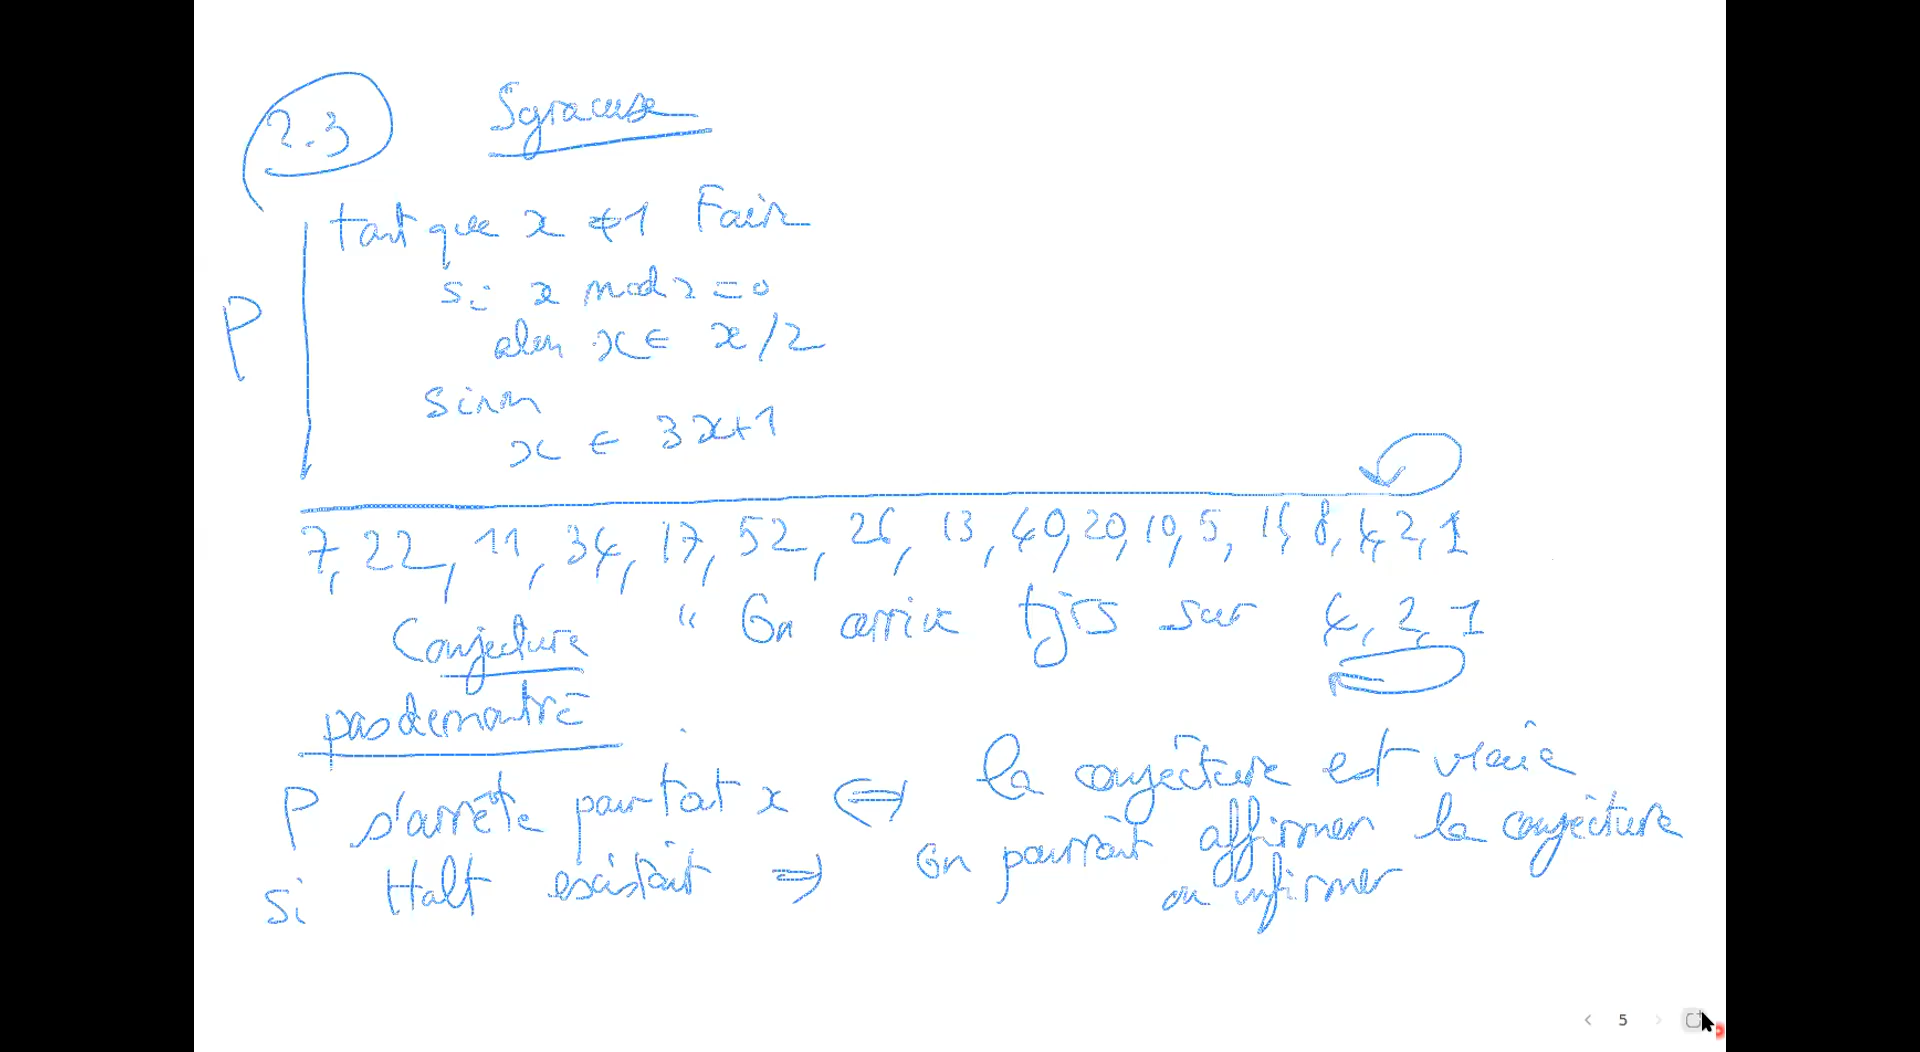 2.3 Syracuse
tant que x ≠ 1 Faire
si x mod 2 = 0
alors x ← x/2
sinon
x ← 3x+1
P
7, 22, 11, 34, 17, 52, 26, 13, 40, 20, 10, 5, 16, 8, 4, 2, 1
Conjecture " On arrive tjrs sur 4, 2, 1
pas démontré
P s'arrête pour tout x ⟺ la conjecture est vraie
si Halt existait ⟹ on pourrait affirmer la conjecture
ou infirmer
5